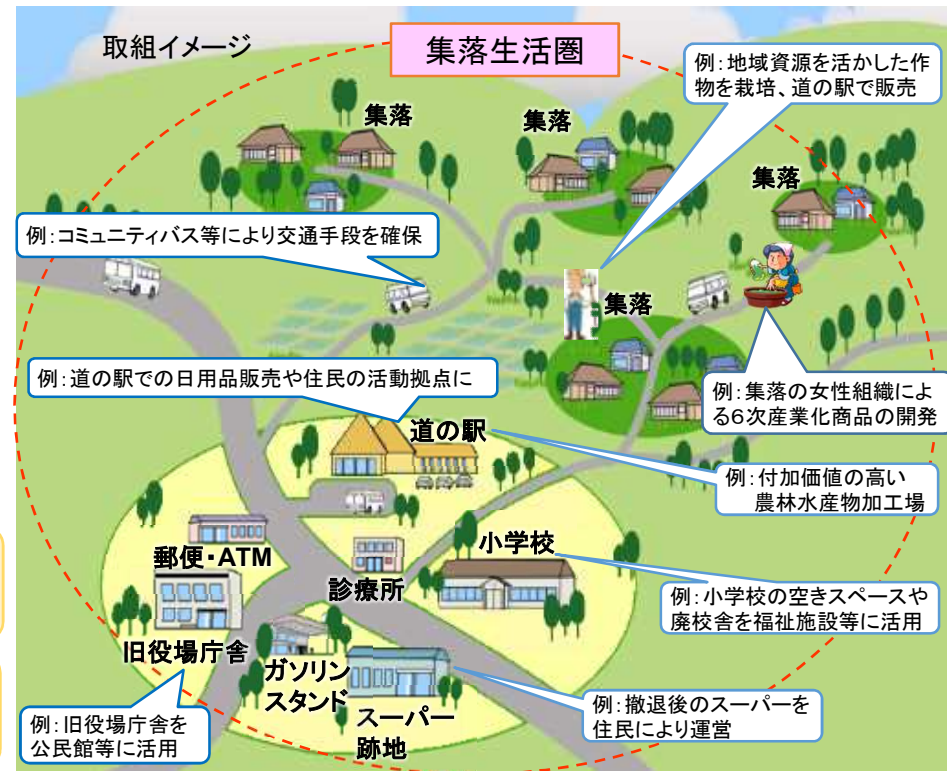 取組イメージ
集落生活圏
例：地域資源を活かした作
物を栽培、道の駅で販売
集落
集落
集落
例：コミュニティバス等により交通手段を確保
集落
例：道の駅での日用品販売や住民の活動拠点に
例：集落の女性組織によ
る６次産業化商品の開発
道の駅
例：付加価値の高い
農林水産物加工場
郵便・ATM
小学校
診療所
例：小学校の空きスペースや
廃校舎を福祉施設等に活用
旧役場庁舎
ガソリン
スタンド
スーパー
跡地
例：撤退後のスーパーを
住民により運営
例：旧役場庁舎を
公民館等に活用